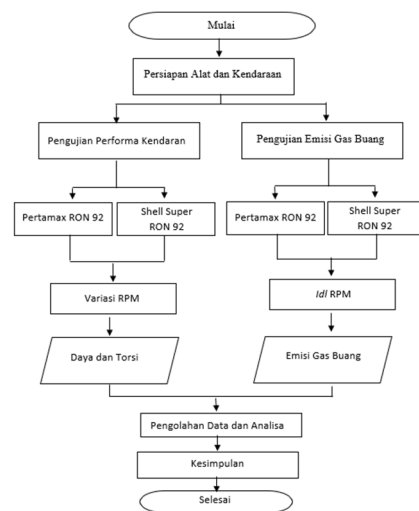 Mulai
Persiapan Alat dan Kendaraan
Pengujian Performa Kendaran
Pengujian Emisi Gas Buang
Pertamax RON 92
Shell Super
RON 92
Pertamax RON 92
Shell Super
RON 92
Variasi RPM
Idl RPM
Daya dan Torsi
Emisi Gas Buang
Pengolahan Data dan Analisa
Kesimpulan
Selesai